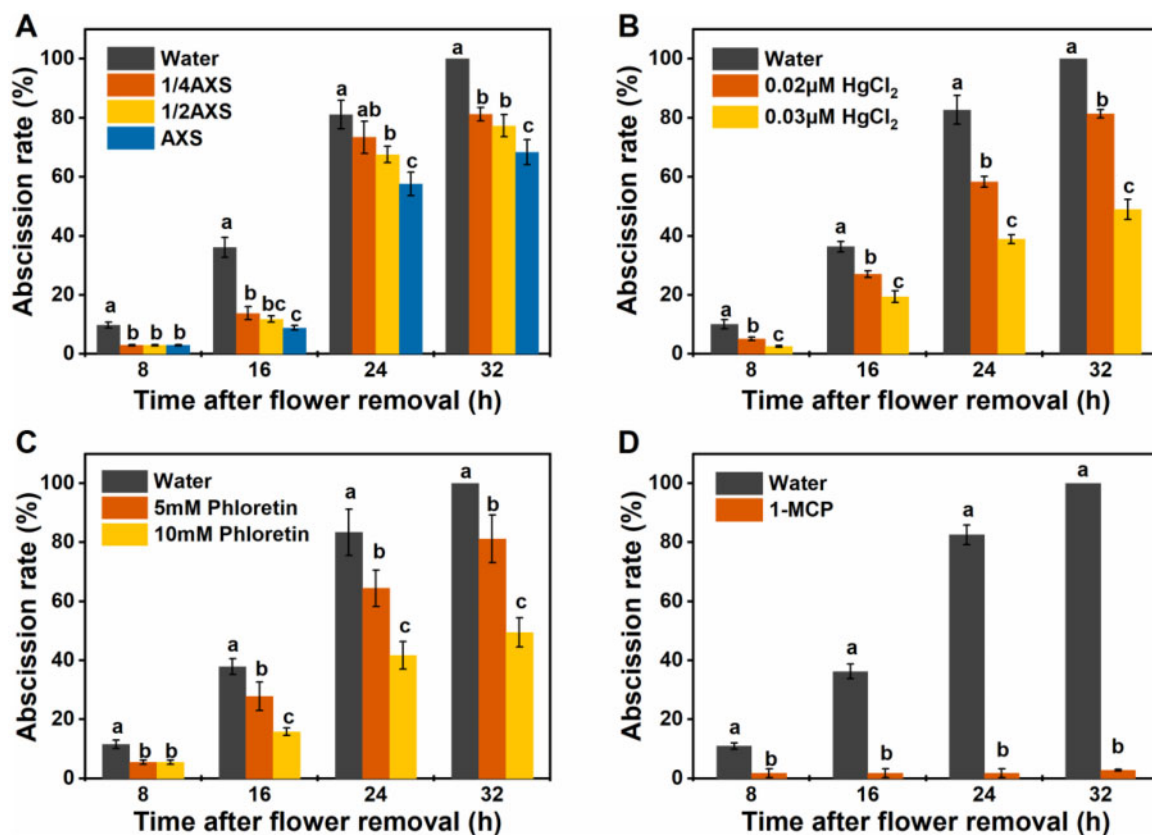 A
Water
1/4AXS
1/2AXS
AXS
a
b
b
b
a
b
bc
c
a
ab
b
c
a
b
b
c
100
80
60
40
20
0
Abscission rate (%)
8
16
24
32
Time after flower removal (h)
B
Water
0.02µM HgCl₂
0.03µM HgCl₂
a
b
c
a
b
c
a
b
c
a
b
c
100
80
60
40
20
0
Abscission rate (%)
8
16
24
32
Time after flower removal (h)
C
Water
5mM Phloretin
10mM Phloretin
a
b
b
a
b
c
a
b
c
a
b
c
100
80
60
40
20
0
Abscission rate (%)
8
16
24
32
Time after flower removal (h)
D
Water
1-MCP
a
b
a
b
a
b
a
b
100
80
60
40
20
0
Abscission rate (%)
8
16
24
32
Time after flower removal (h)